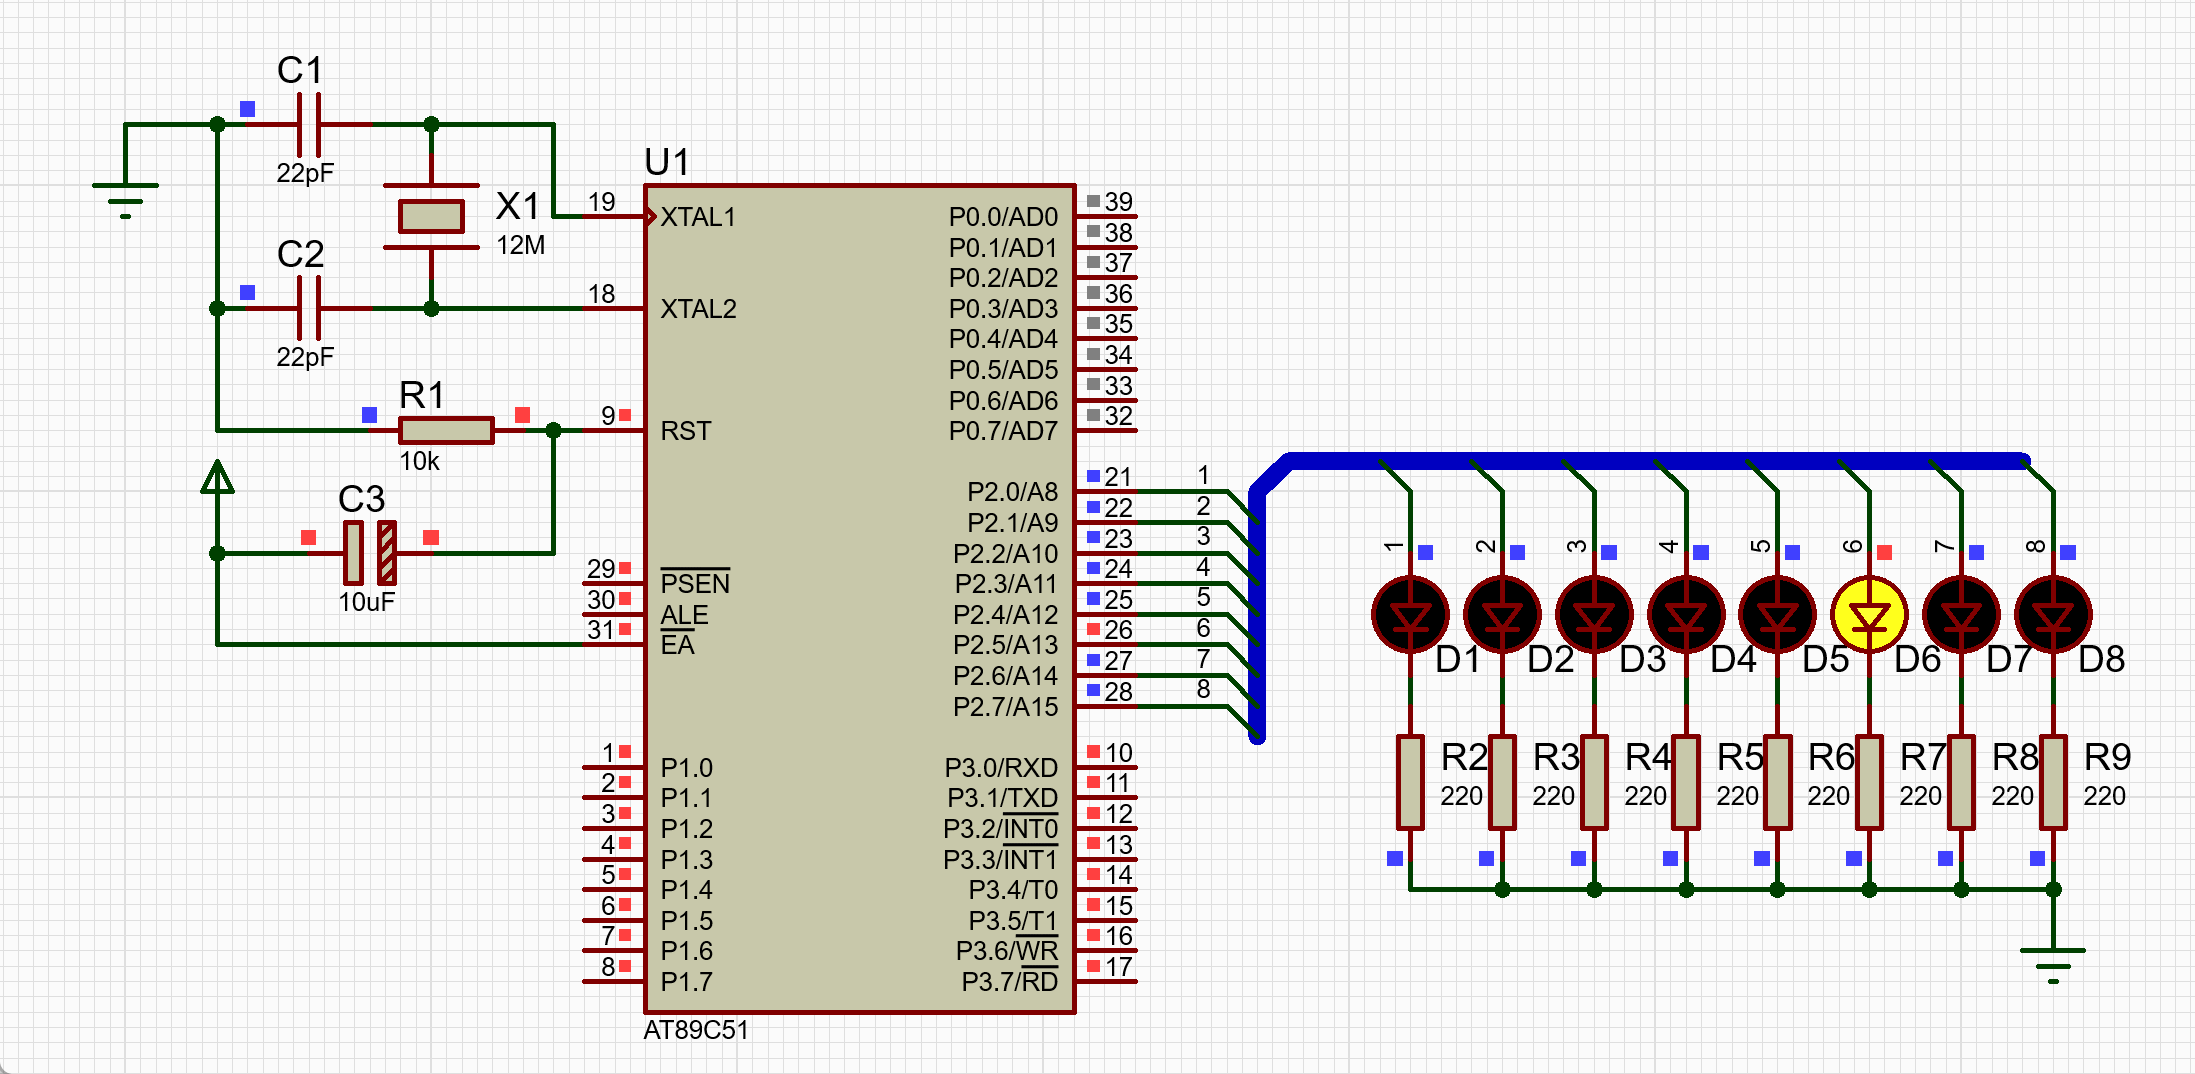 C1
22pF
X1
12M
C2
22pF
R1
10k
C3
10uF
U1
19 XTAL1
18 XTAL2
9 RST
29 PSEN
30 ALE
31 EA
1 P1.0
2 P1.1
3 P1.2
4 P1.3
5 P1.4
6 P1.5
7 P1.6
8 P1.7
P0.0/AD0 39
P0.1/AD1 38
P0.2/AD2 37
P0.3/AD3 36
P0.4/AD4 35
P0.5/AD5 34
P0.6/AD6 33
P0.7/AD7 32
P2.0/A8 21 1
P2.1/A9 22 2
P2.2/A10 23 3
P2.3/A11 24 4
P2.4/A12 25 5
P2.5/A13 26 6
P2.6/A14 27 7
P2.7/A15 28 8
P3.0/RXD 10
P3.1/TXD 11
P3.2/INT0 12
P3.3/INT1 13
P3.4/T0 14
P3.5/T1 15
P3.6/WR 16
P3.7/RD 17
AT89C51
1 2 3 4 5 6 7 8
D1 D2 D3 D4 D5 D6 D7 D8
R2 R3 R4 R5 R6 R7 R8 R9
220 220 220 220 220 220 220 220